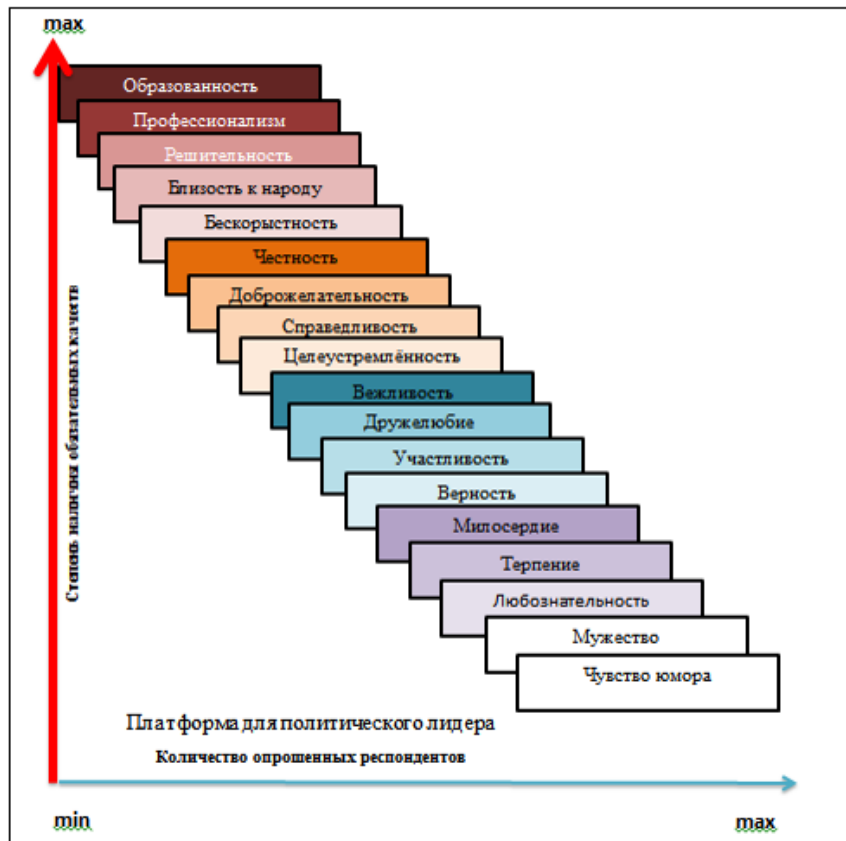 max
Образованность
Профессионализм
Решительность
Близость к народу
Бескорыстность
Честность
Доброжелательность
Справедливость
Целеустремлённость
Вежливость
Дружелюбие
Участливость
Верность
Милосердие
Терпение
Любознательность
Мужество
Чувство юмора
Степень наличия обязательных качеств
Платформа для политического лидера
Количество опрошенных респондентов
min
max